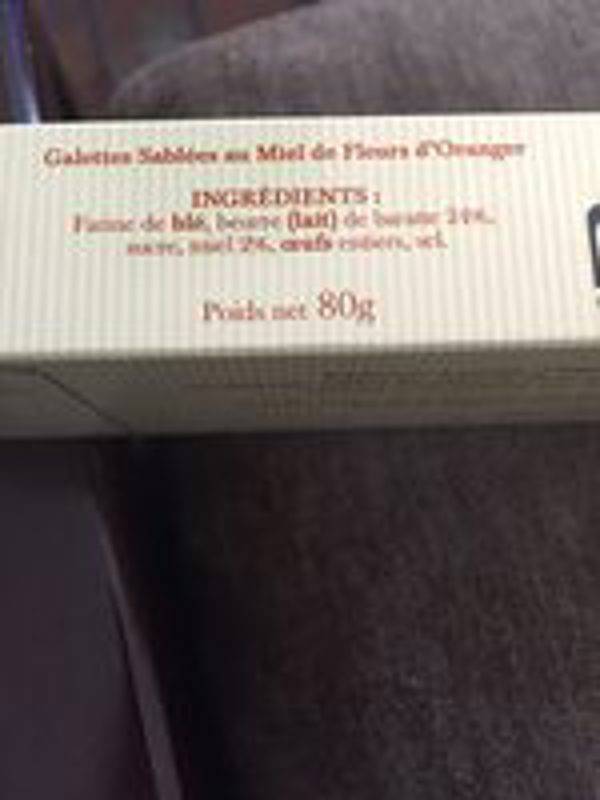 Galettes Sablées au Miel de Fleurs d'Oranger
INGRÉDIENTS :
Farine de blé, beurre (lait) de baratte 24%,
sucre, miel 2%, œufs entiers, sel.
Poids net 80g